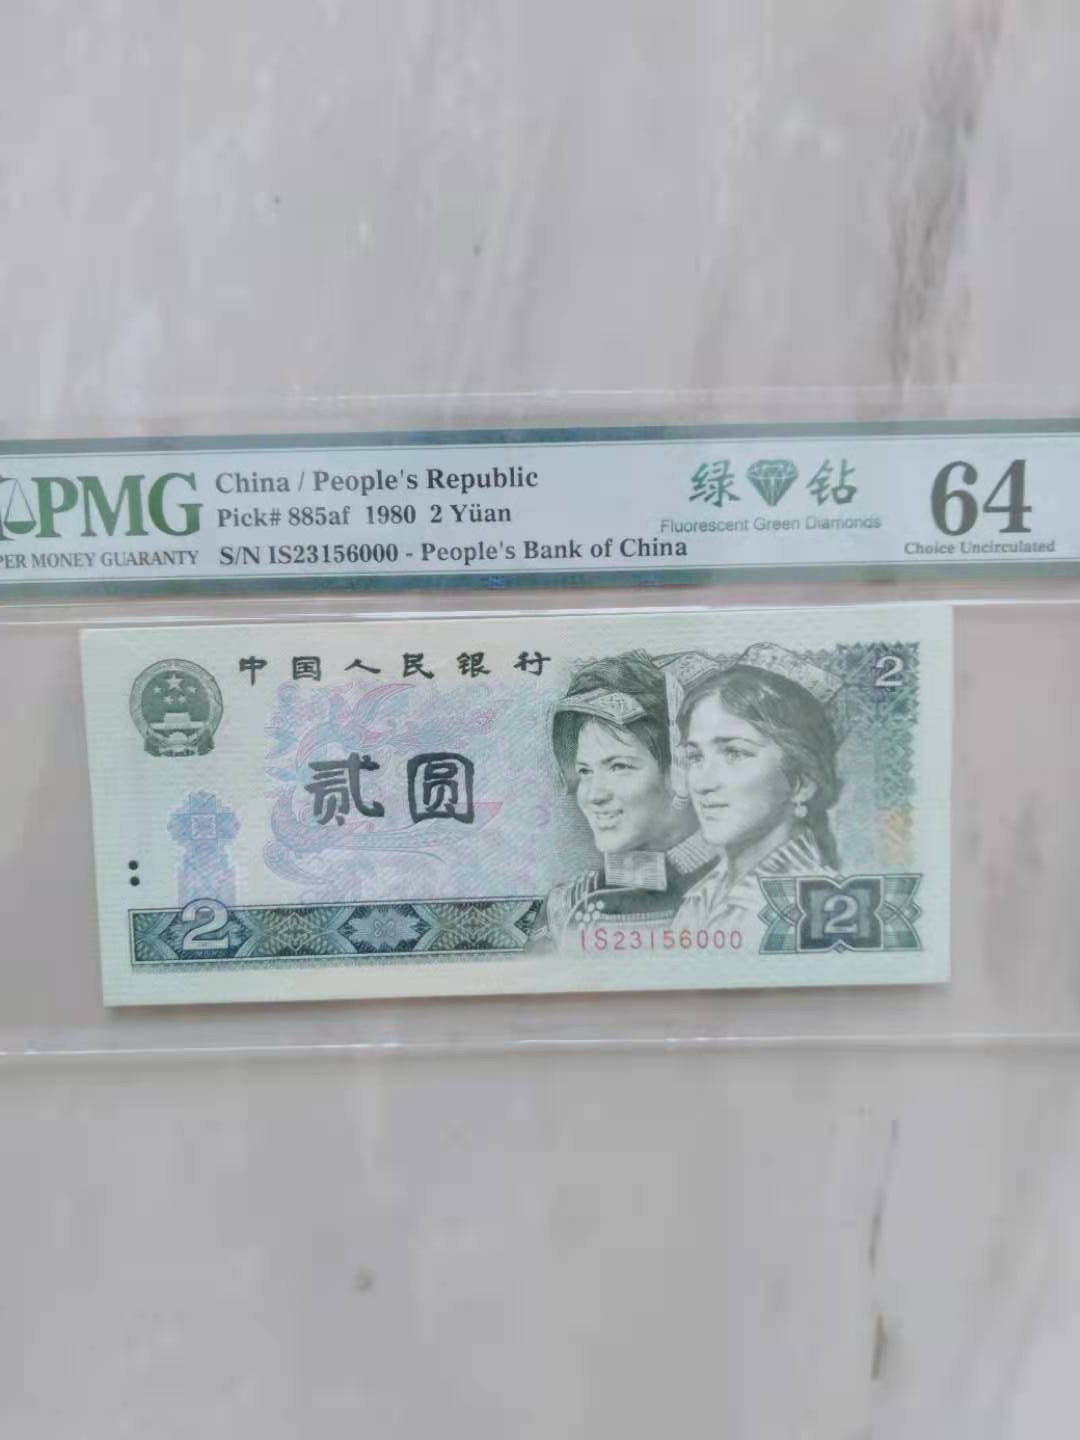 PMG
PER MONEY GUARANTY
China / People's Republic
Pick# 885af 1980 2 Yüan
S/N IS23156000 - People's Bank of China
绿 钻
Fluorescent Green Diamonds
64
Choice Uncirculated
中国人民银行
2
贰圆
2
IS23156000
2